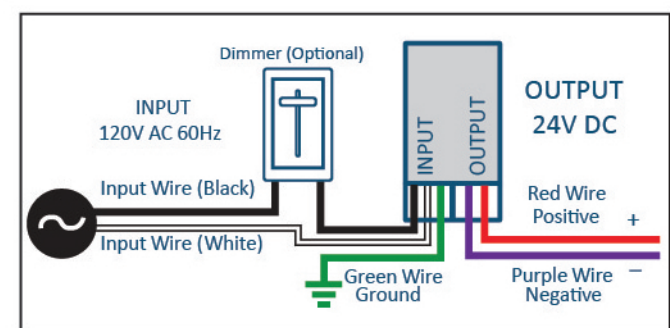 Dimmer (Optional)
INPUT
120V AC 60Hz
INPUT
OUTPUT
OUTPUT
24V DC
Input Wire (Black)
Input Wire (White)
Green Wire
Ground
Red Wire
Positive
+
Purple Wire
Negative
−